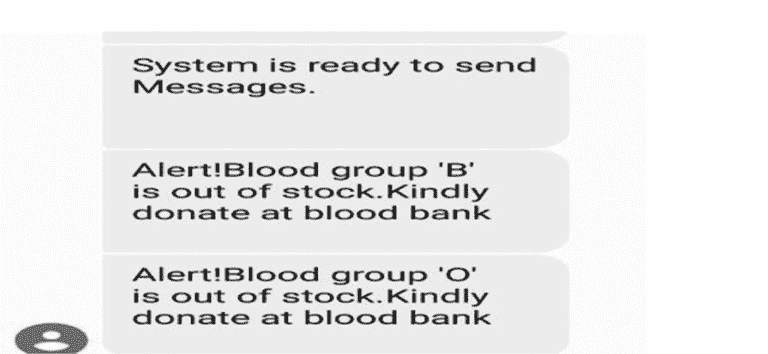 System is ready to send
Messages.
Alert!Blood group 'B'
is out of stock.Kindly
donate at blood bank
Alert!Blood group 'O'
is out of stock.Kindly
donate at blood bank